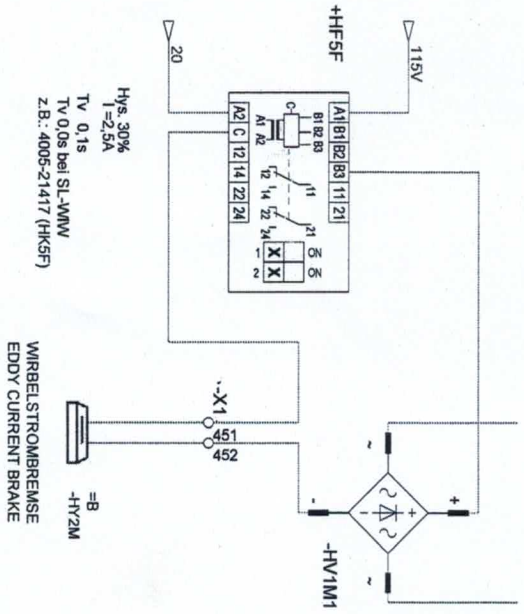 115V
20
+HF5F
A1 B1 B2 B3 11 21
B1
B2
B3
C
A1
A2
11
12
14
21
22
24
ON
ON
1 X
2 X
A2 C 12 14 22 24
Hys. 30%
I =2,5A
Tv 0,1s
Tv 0,0s bei SL-WfW
z.B.: 4005-21417 (HK5F)
-X1
451
452
~
+
-
~
+
-
-HV1M1
=B
-HY2M
WIRBELSTROMBREMSE
EDDY CURRENT BRAKE